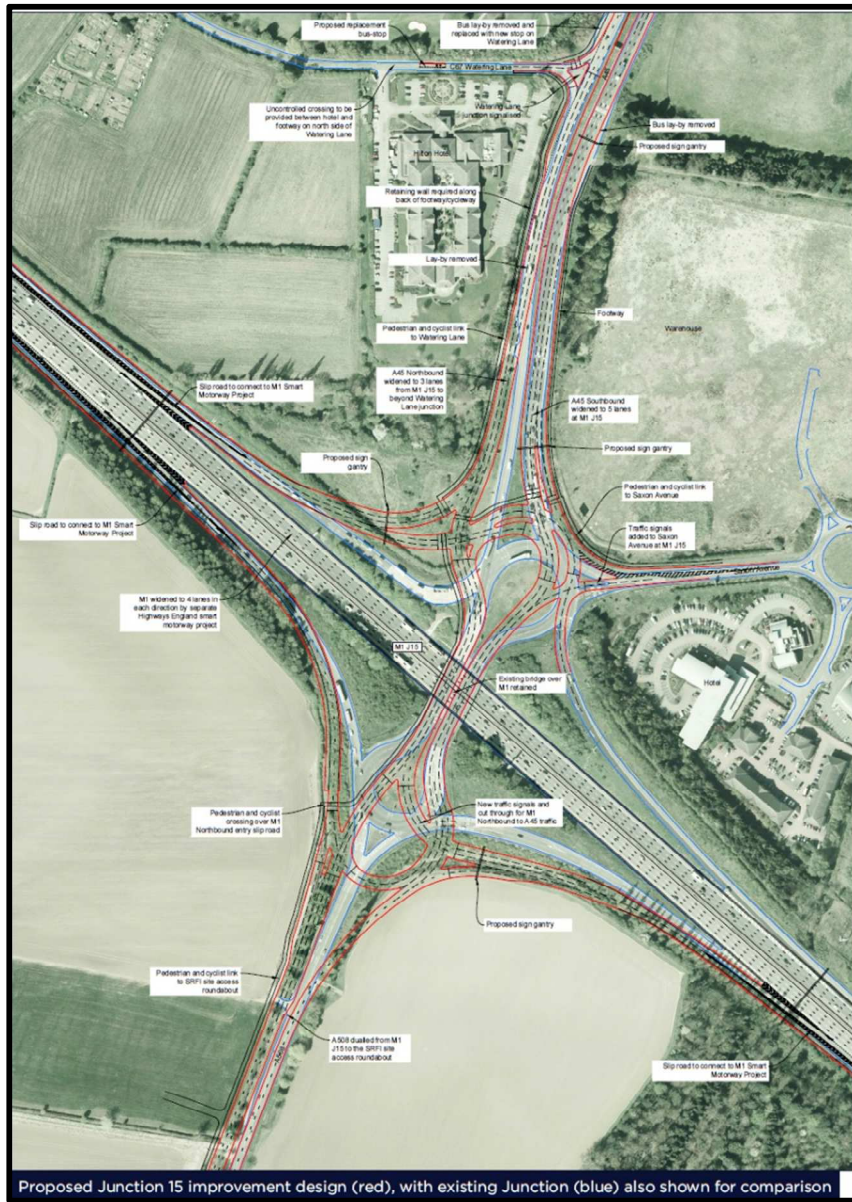 Proposed replacement
bus-stop
Bus lay-by removed and
replaced with new stop on
Watering Lane
C67 Watering Lane
Uncontrolled crossing to be
provided between hotel and
footway on north side of
Watering Lane
Watering Lane
junction signalised
Bus lay-by removed
Proposed sign gantry
Hilton Hotel
Retaining wall required along
back of footway/cycleway
Lay-by removed
Footway
Warehouse
Pedestrian and cyclist link
to Watering Lane
A45 Northbound
widened to 3 lanes
from M1 J15 to
beyond Watering
Lane junction
Slip road to connect to M1 Smart
Motorway Project
A45 Southbound
widened to 5 lanes
at M1 J15
Proposed sign gantry
Proposed sign
gantry
Pedestrian and cyclist link
to Saxon Avenue
Slip road to connect to M1 Smart
Motorway Project
Traffic signals
added to Saxon
Avenue at M1 J15
Saxon Avenue
M1 widened to 4 lanes in
each direction by separate
Highways England smart
motorway project
M1 J15
Existing bridge over
M1 retained
Hotel
Pedestrian and cyclist
crossing over M1
Northbound entry slip road
New traffic signals and
cut through for M1
Northbound to A45 traffic
Proposed sign gantry
Pedestrian and cyclist link
to SRFI site access
roundabout
A508 dualled from M1
J15 to the SRFI site
access roundabout
A508
Slip road to connect to M1 Smart
Motorway Project
Proposed Junction 15 improvement design (red), with existing Junction (blue) also shown for comparison